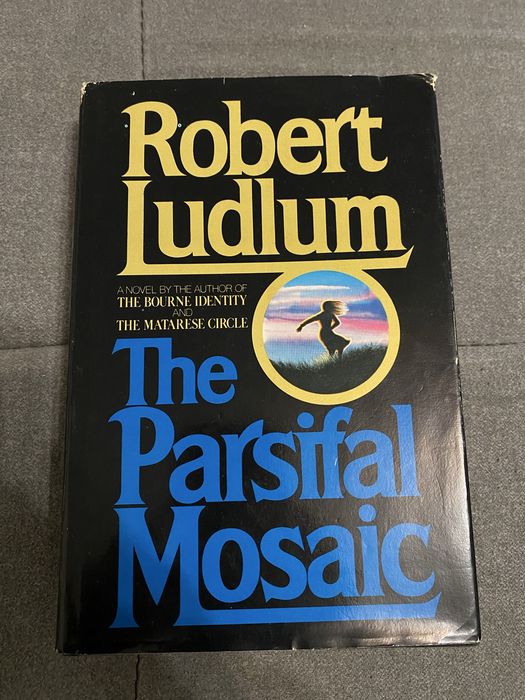 Robert
Ludlum
A NOVEL BY THE AUTHOR OF
THE BOURNE IDENTITY
AND
THE MATARESE CIRCLE
The
Parsifal
Mosaic